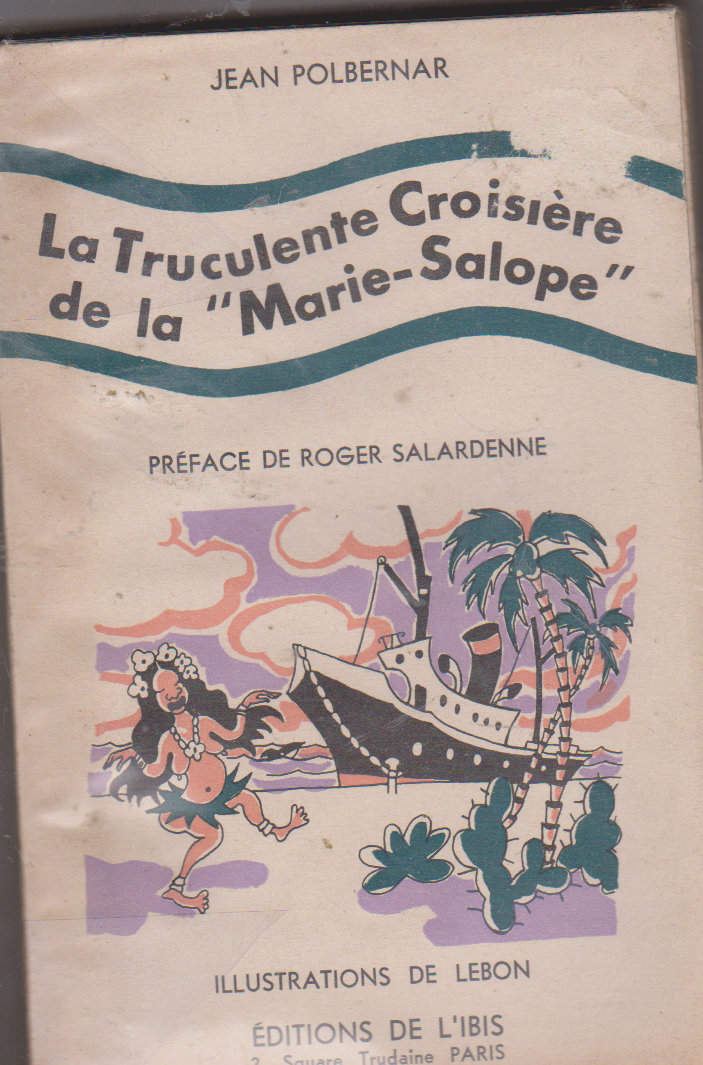 JEAN POLBERNAR
La Truculente Croisière
de la "Marie-Salope"
PRÉFACE DE ROGER SALARDENNE
ILLUSTRATIONS DE LEBON
ÉDITIONS DE L'IBIS
2, Square Trudaine PARIS